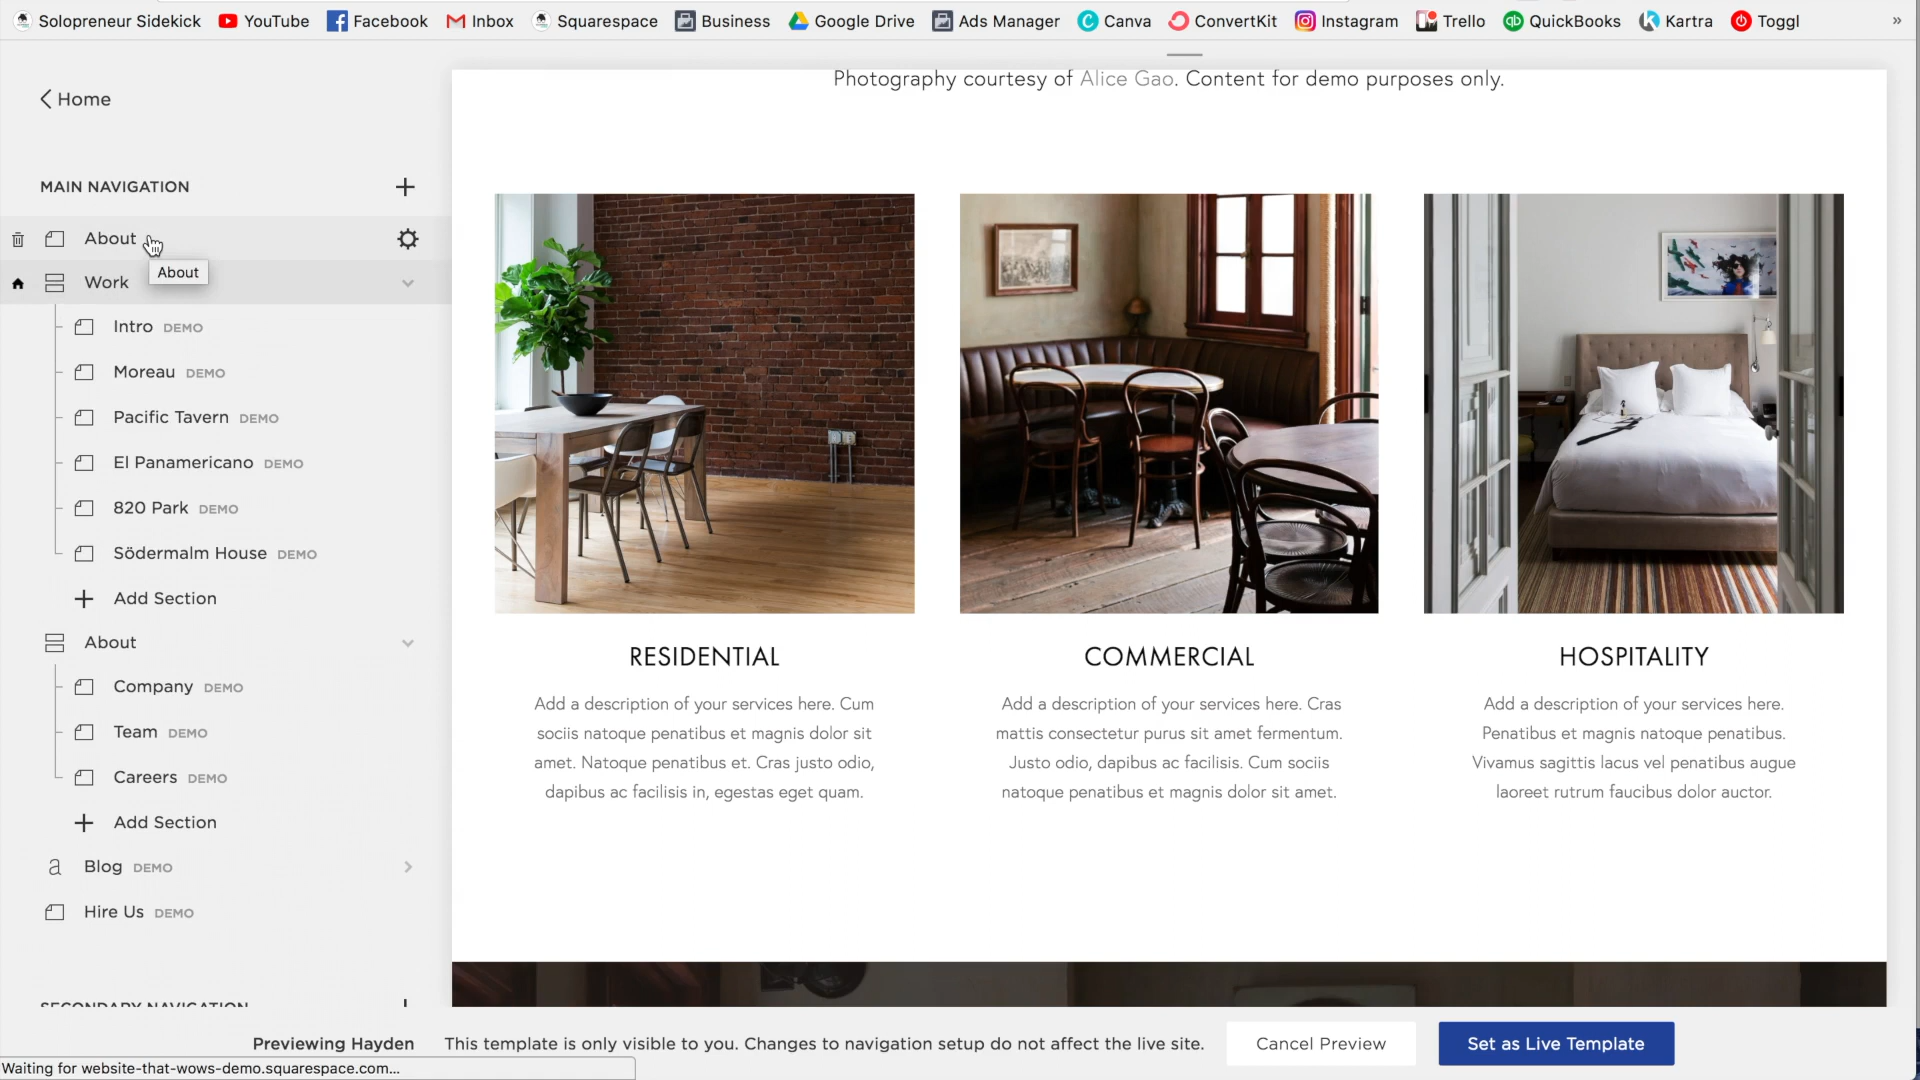 Solopreneur Sidekick YouTube Facebook Inbox Squarespace Business Google Drive Ads Manager Canva ConvertKit Instagram Trello QuickBooks Kartra Toggl »
Home
MAIN NAVIGATION
About
About
Work
Intro DEMO
Moreau DEMO
Pacific Tavern DEMO
El Panamericano DEMO
820 Park DEMO
Södermalm House DEMO
Add Section
About
Company DEMO
Team DEMO
Careers DEMO
Add Section
a Blog DEMO
Hire Us DEMO
SECONDARY NAVIGATION
Photography courtesy of Alice Gao. Content for demo purposes only.
RESIDENTIAL
Add a description of your services here. Cum
sociis natoque penatibus et magnis dolor sit
amet. Natoque penatibus et. Cras justo odio,
dapibus ac facilisis in, egestas eget quam.
COMMERCIAL
Add a description of your services here. Cras
mattis consectetur purus sit amet fermentum.
Justo odio, dapibus ac facilisis. Cum sociis
natoque penatibus et magnis dolor sit amet.
HOSPITALITY
Add a description of your services here.
Penatibus et magnis natoque penatibus.
Vivamus sagittis lacus vel penatibus augue
laoreet rutrum faucibus dolor auctor.
Previewing Hayden This template is only visible to you. Changes to navigation setup do not affect the live site. Cancel Preview Set as Live Template
Waiting for website-that-wows-demo.squarespace.com...